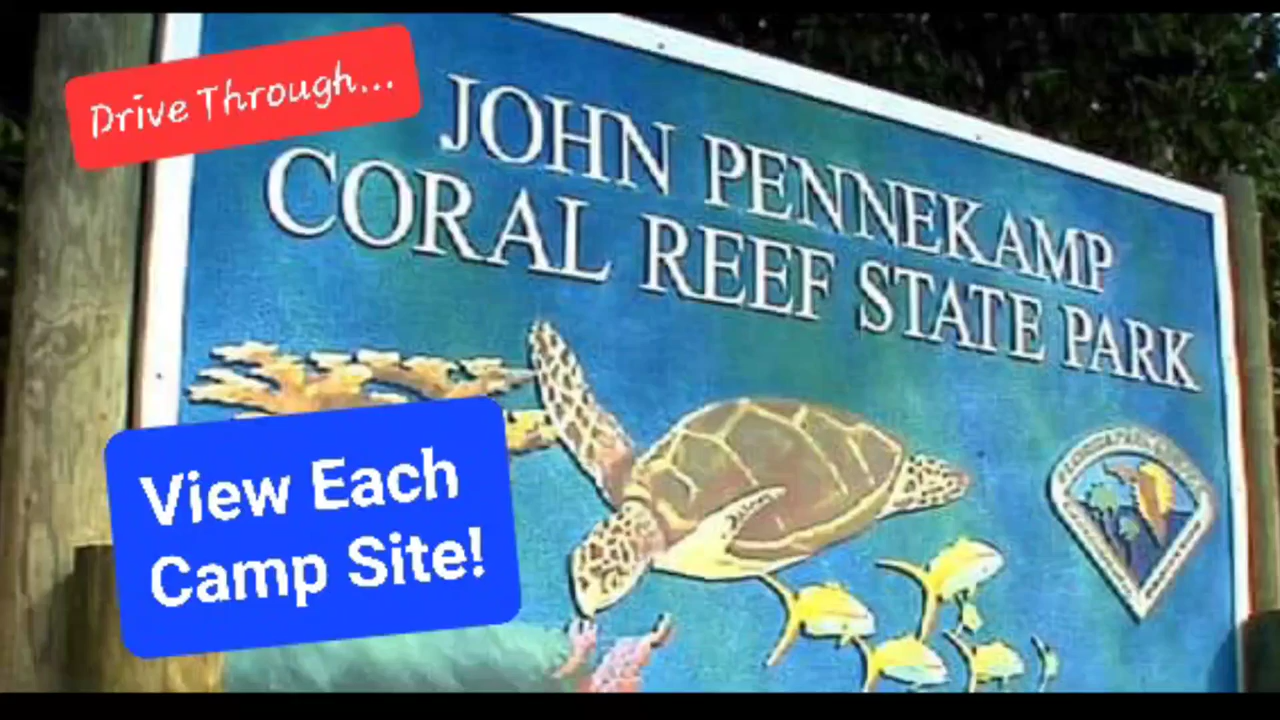 Drive Through...
JOHN PENNEKAMP
CORAL REEF STATE PARK
View Each
Camp Site!